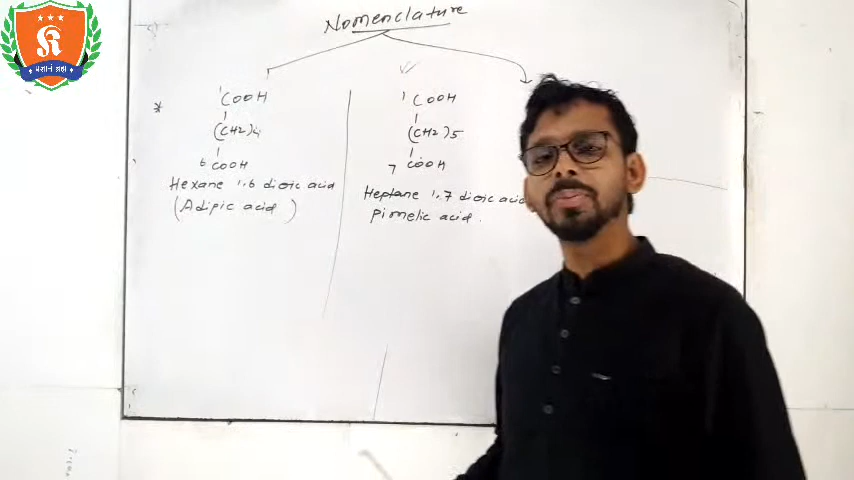 Nomenclature
*
1 COOH
(CH2)4
6 COOH
Hexane 1,6 dioic acid
(Adipic acid)
1 COOH
(CH2)5
7 COOH
Heptane 1,7 dioic acid
Pimelic acid.